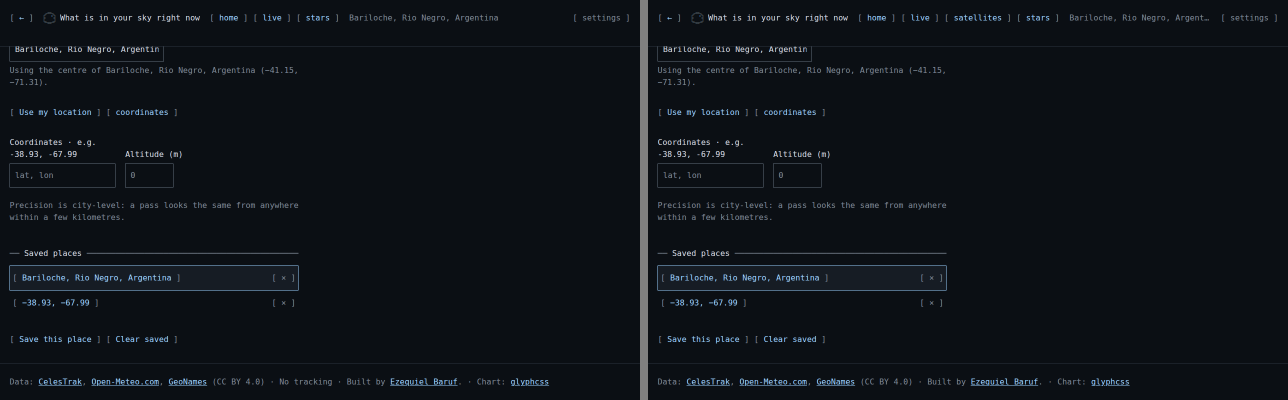 [ ← ] What is in your sky right now [ home ] [ live ] [ stars ] Bariloche, Rio Negro, Argentina [ settings ]
Bariloche, Rio Negro, Argentin
Using the centre of Bariloche, Rio Negro, Argentina (−41.15,
−71.31).
[ Use my location ] [ coordinates ]
Coordinates · e.g.
-38.93, -67.99 Altitude (m)
lat, lon 0
Precision is city-level: a pass looks the same from anywhere
within a few kilometres.
Saved places
[ Bariloche, Rio Negro, Argentina ] [ × ]
[ −38.93, −67.99 ] [ × ]
[ Save this place ] [ Clear saved ]
Data: CelesTrak, Open-Meteo.com, GeoNames (CC BY 4.0) · No tracking · Built by Ezequiel Baruf. · Chart: glyphcss
[ ← ] What is in your sky right now [ home ] [ live ] [ satellites ] [ stars ] Bariloche, Rio Negro, Argent… [ settings ]
Bariloche, Rio Negro, Argentin
Using the centre of Bariloche, Rio Negro, Argentina (−41.15,
−71.31).
[ Use my location ] [ coordinates ]
Coordinates · e.g.
-38.93, -67.99 Altitude (m)
lat, lon 0
Precision is city-level: a pass looks the same from anywhere
within a few kilometres.
Saved places
[ Bariloche, Rio Negro, Argentina ] [ × ]
[ −38.93, −67.99 ] [ × ]
[ Save this place ] [ Clear saved ]
Data: CelesTrak, Open-Meteo.com, GeoNames (CC BY 4.0) · Built by Ezequiel Baruf. · Chart: glyphcss